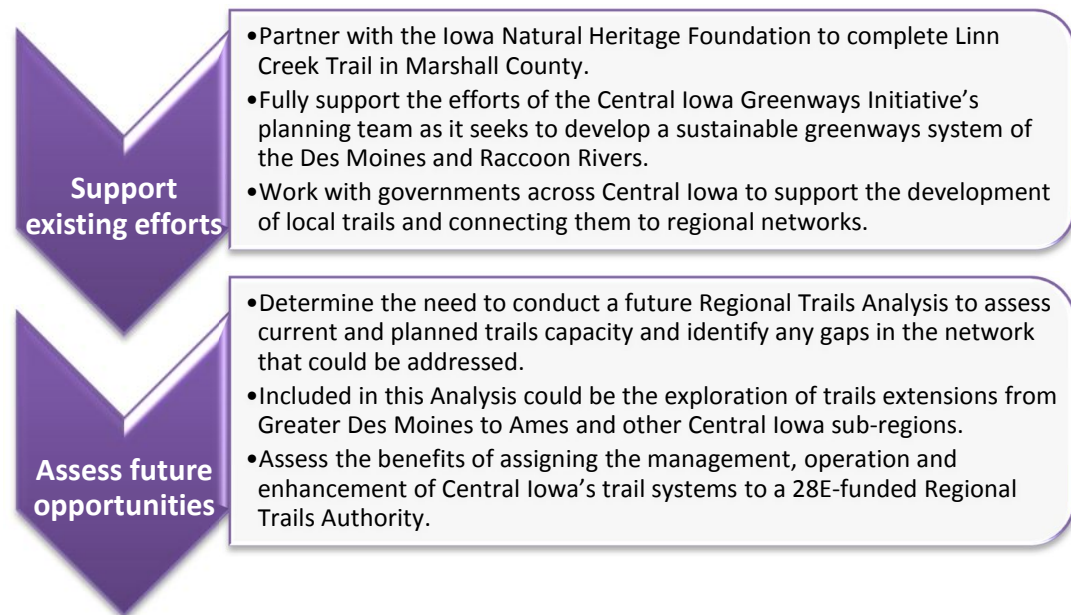 Support
existing efforts
•Partner with the Iowa Natural Heritage Foundation to complete Linn
Creek Trail in Marshall County.
•Fully support the efforts of the Central Iowa Greenways Initiative's
planning team as it seeks to develop a sustainable greenways system of
the Des Moines and Raccoon Rivers.
•Work with governments across Central Iowa to support the development
of local trails and connecting them to regional networks.
Assess future
opportunities
•Determine the need to conduct a future Regional Trails Analysis to assess
current and planned trails capacity and identify any gaps in the network
that could be addressed.
•Included in this Analysis could be the exploration of trails extensions from
Greater Des Moines to Ames and other Central Iowa sub-regions.
•Assess the benefits of assigning the management, operation and
enhancement of Central Iowa's trail systems to a 28E-funded Regional
Trails Authority.